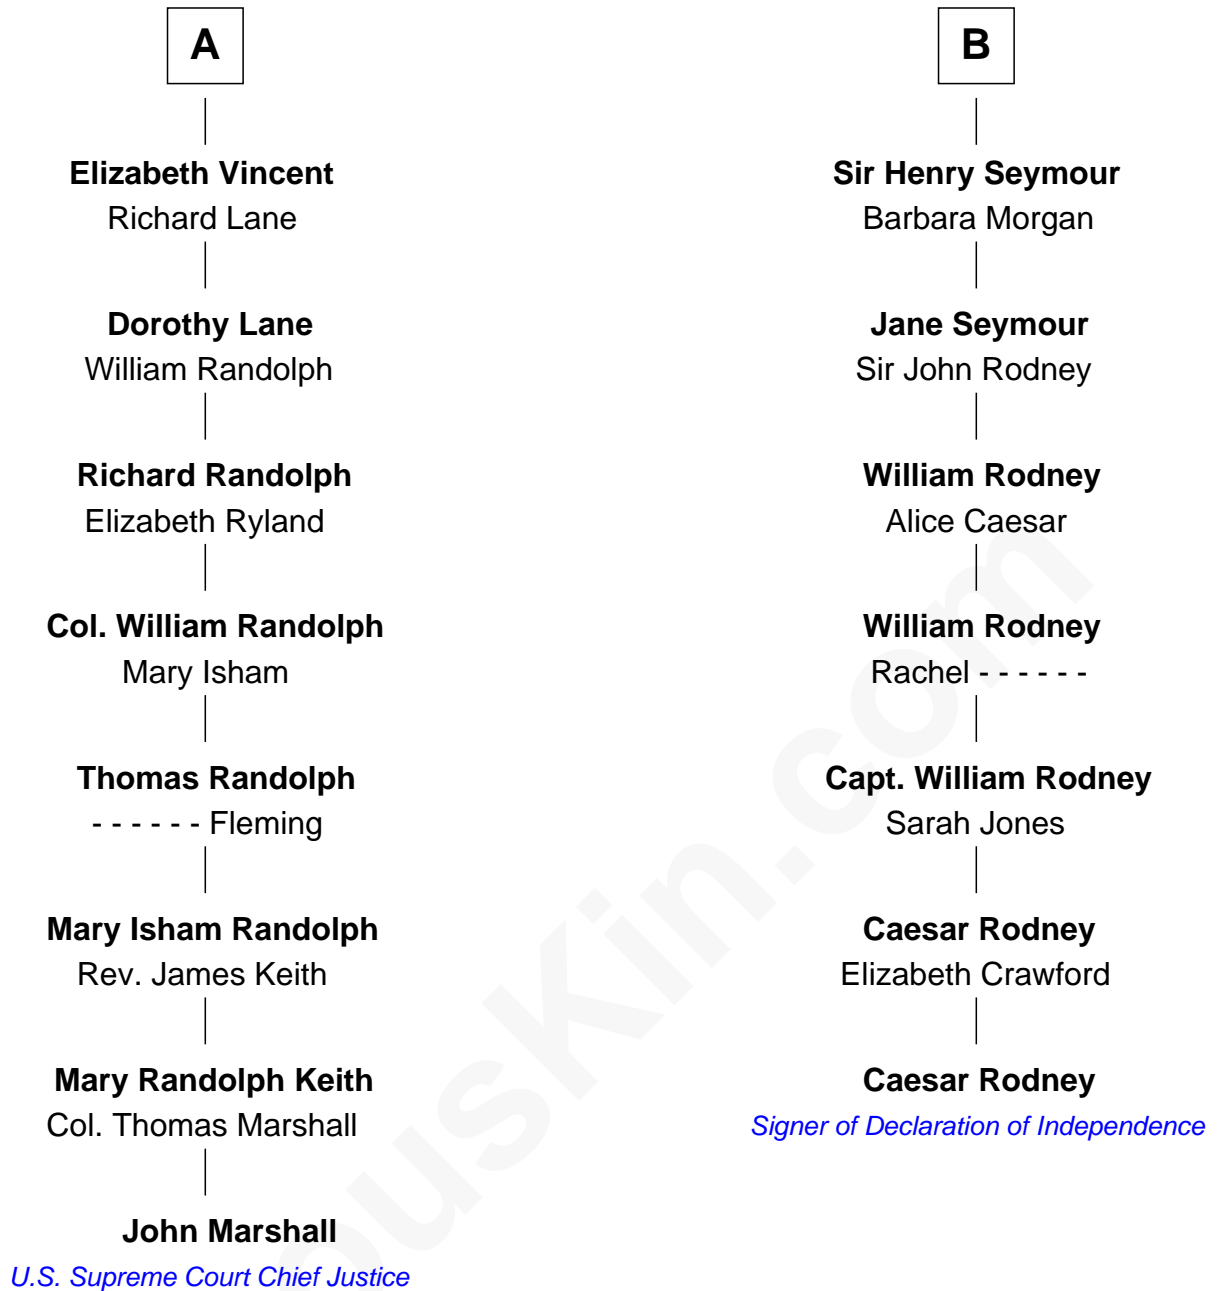 A
Elizabeth Vincent
Richard Lane
Dorothy Lane
William Randolph
Richard Randolph
Elizabeth Ryland
Col. William Randolph
Mary Isham
Thomas Randolph
- - - - - - Fleming
Mary Isham Randolph
Rev. James Keith
Mary Randolph Keith
Col. Thomas Marshall
John Marshall
U.S. Supreme Court Chief Justice
B
Sir Henry Seymour
Barbara Morgan
Jane Seymour
Sir John Rodney
William Rodney
Alice Caesar
William Rodney
Rachel - - - - - -
Capt. William Rodney
Sarah Jones
Caesar Rodney
Elizabeth Crawford
Caesar Rodney
Signer of Declaration of Independence
ousKin.com